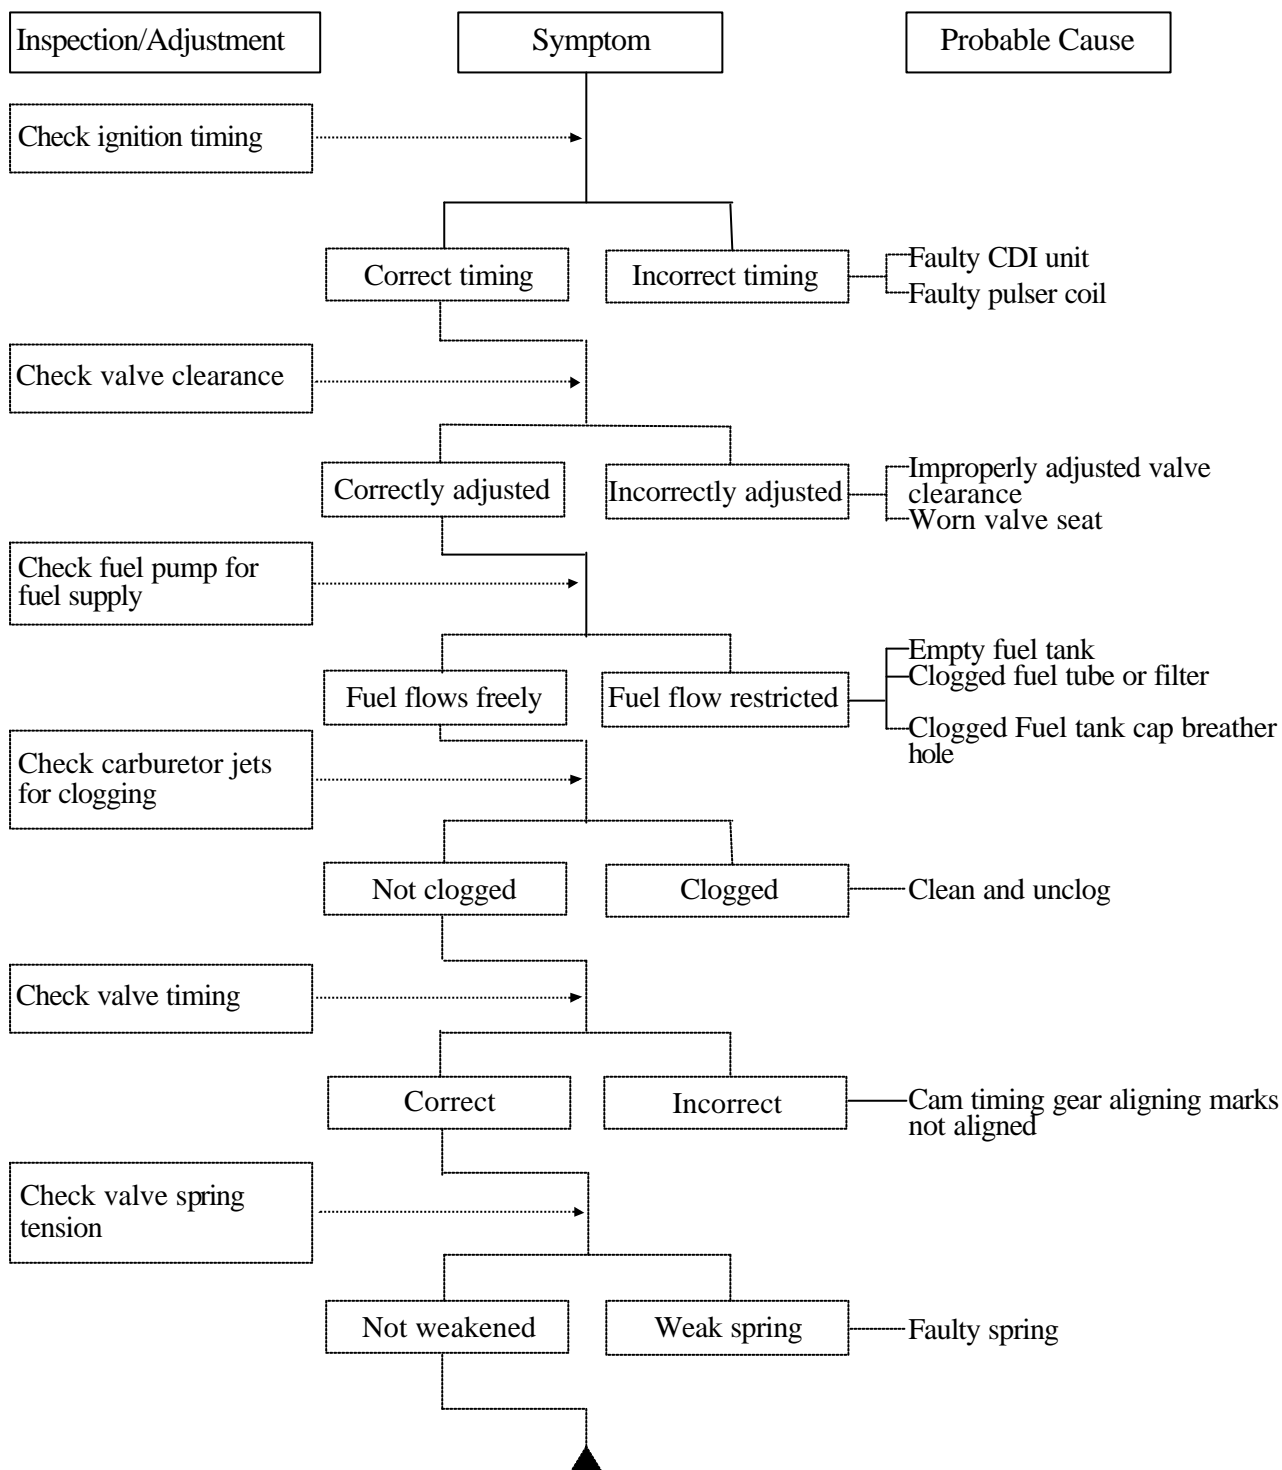 Inspection/Adjustment
Symptom
Probable Cause
Check ignition timing
Correct timing
Incorrect timing
Faulty CDI unit
Faulty pulser coil
Check valve clearance
Correctly adjusted
Incorrectly adjusted
Improperly adjusted valve
clearance
Worn valve seat
Check fuel pump for
fuel supply
Fuel flows freely
Fuel flow restricted
Empty fuel tank
Clogged fuel tube or filter
Clogged Fuel tank cap breather
hole
Check carburetor jets
for clogging
Not clogged
Clogged
Clean and unclog
Check valve timing
Correct
Incorrect
Cam timing gear aligning marks
not aligned
Check valve spring
tension
Not weakened
Weak spring
Faulty spring